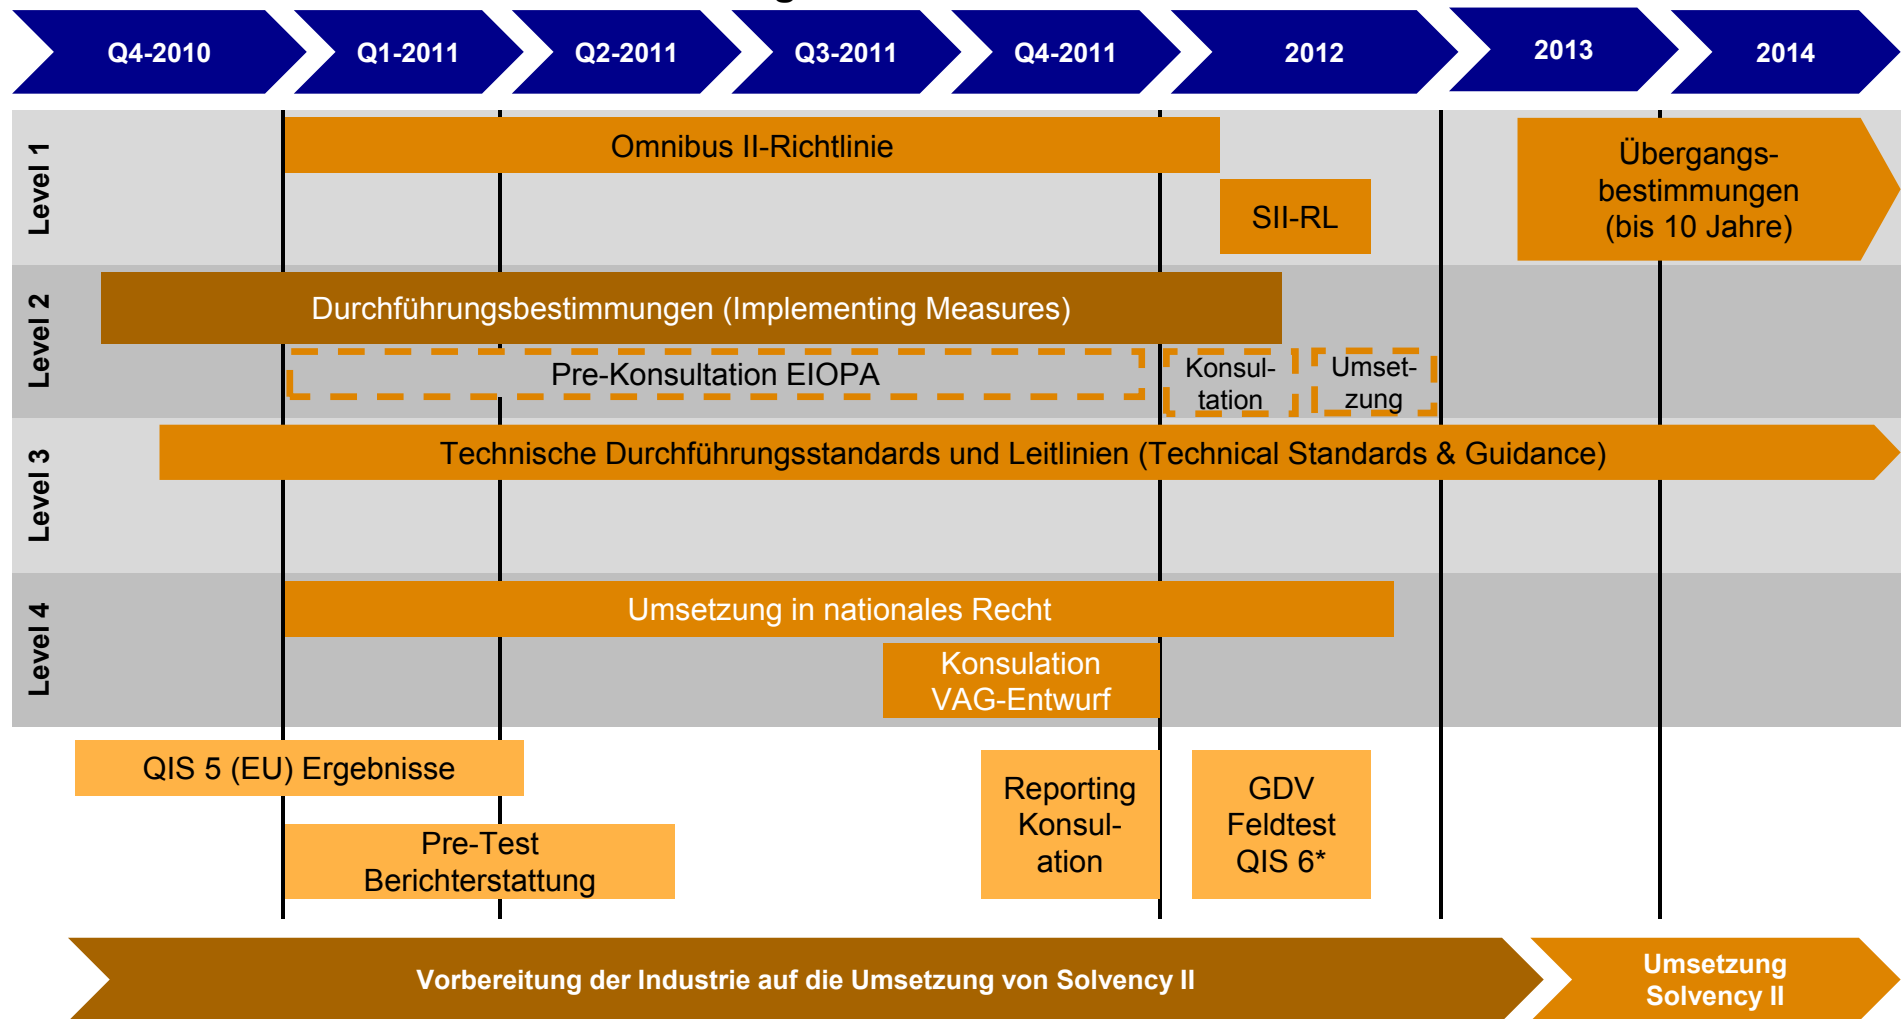 Q4-2010
Q1-2011
Q2-2011
Q3-2011
Q4-2011
2012
2013
2014
Level 1
Omnibus II-Richtlinie
SII-RL
Übergangs-
bestimmungen
(bis 10 Jahre)
Level 2
Durchführungsbestimmungen (Implementing Measures)
Pre-Konsultation EIOPA
Konsul-
tation
Umset-
zung
Level 3
Technische Durchführungsstandards und Leitlinien (Technical Standards & Guidance)
Level 4
Umsetzung in nationales Recht
Konsulation
VAG-Entwurf
QIS 5 (EU) Ergebnisse
Pre-Test
Berichterstattung
Reporting
Konsul-
ation
GDV
Feldtest
QIS 6*
Vorbereitung der Industrie auf die Umsetzung von Solvency II
Umsetzung
Solvency II